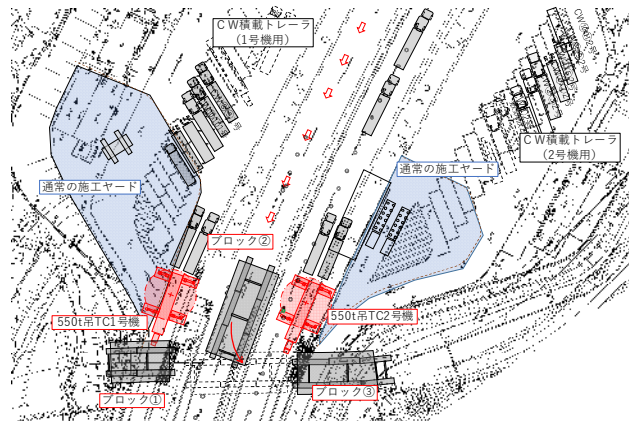 ＣＷ積載トレーラ
（1号機用）
ＣＷ積載トレーラ
（2号機用）
通常の施工ヤード
通常の施工ヤード
ブロック②
550t吊TC1号機
550t吊TC2号機
ブロック①
ブロック③